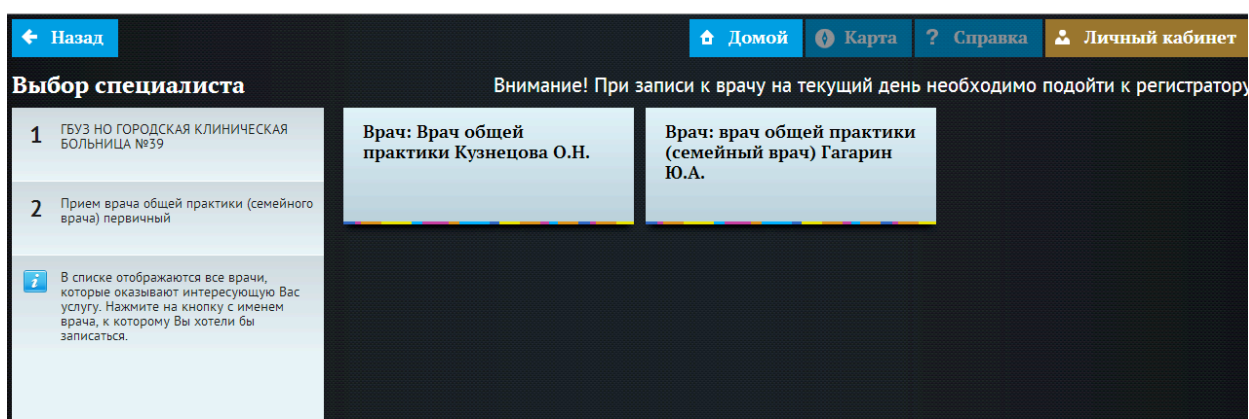 Назад
Домой
Карта
? Справка
Личный кабинет
Выбор специалиста
Внимание! При записи к врачу на текущий день необходимо подойти к регистратору
1 ГБУЗ НО ГОРОДСКАЯ КЛИНИЧЕСКАЯ
БОЛЬНИЦА №39
2 Прием врача общей практики (семейного
врача) первичный
i В списке отображаются все врачи,
которые оказывают интересующую Вас
услугу. Нажмите на кнопку с именем
врача, к которому Вы хотели бы
записаться.
Врач: Врач общей
практики Кузнецова О.Н.
Врач: врач общей практики
(семейный врач) Гагарин
Ю.А.